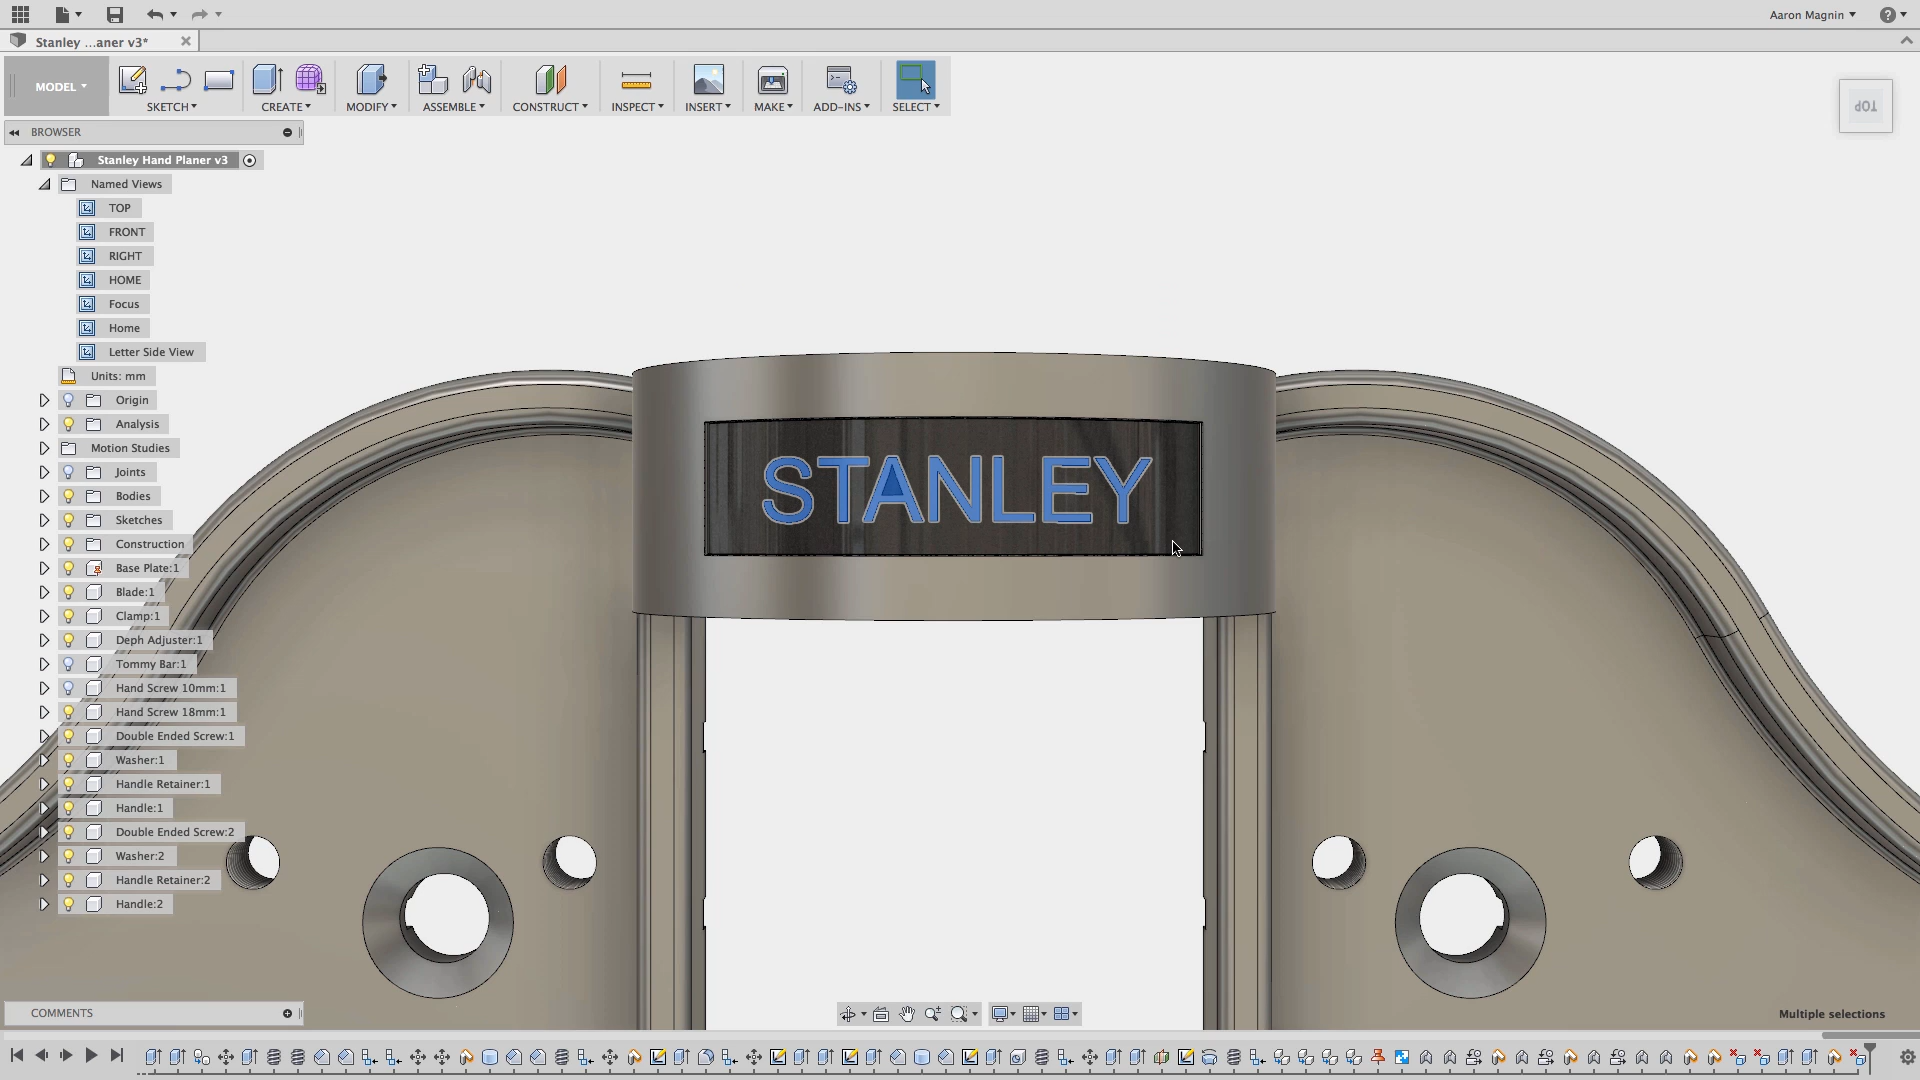 Aaron Magnin
Stanley ...aner v3*
MODEL
SKETCH
CREATE
MODIFY
ASSEMBLE
CONSTRUCT
INSPECT
INSERT
MAKE
ADD-INS
SELECT
TOP
BROWSER
Stanley Hand Planer v3
Named Views
TOP
FRONT
RIGHT
HOME
Focus
Home
Letter Side View
Units: mm
Origin
Analysis
Motion Studies
Joints
Bodies
Sketches
Construction
Base Plate:1
Blade:1
Clamp:1
Deph Adjuster:1
Tommy Bar:1
Hand Screw 10mm:1
Hand Screw 18mm:1
Double Ended Screw:1
Washer:1
Handle Retainer:1
Handle:1
Double Ended Screw:2
Washer:2
Handle Retainer:2
Handle:2
STANLEY
COMMENTS
Multiple selections